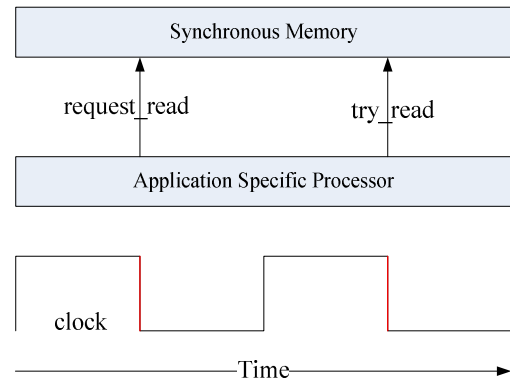 Synchronous Memory
request_read
try_read
Application Specific Processor
clock
Time